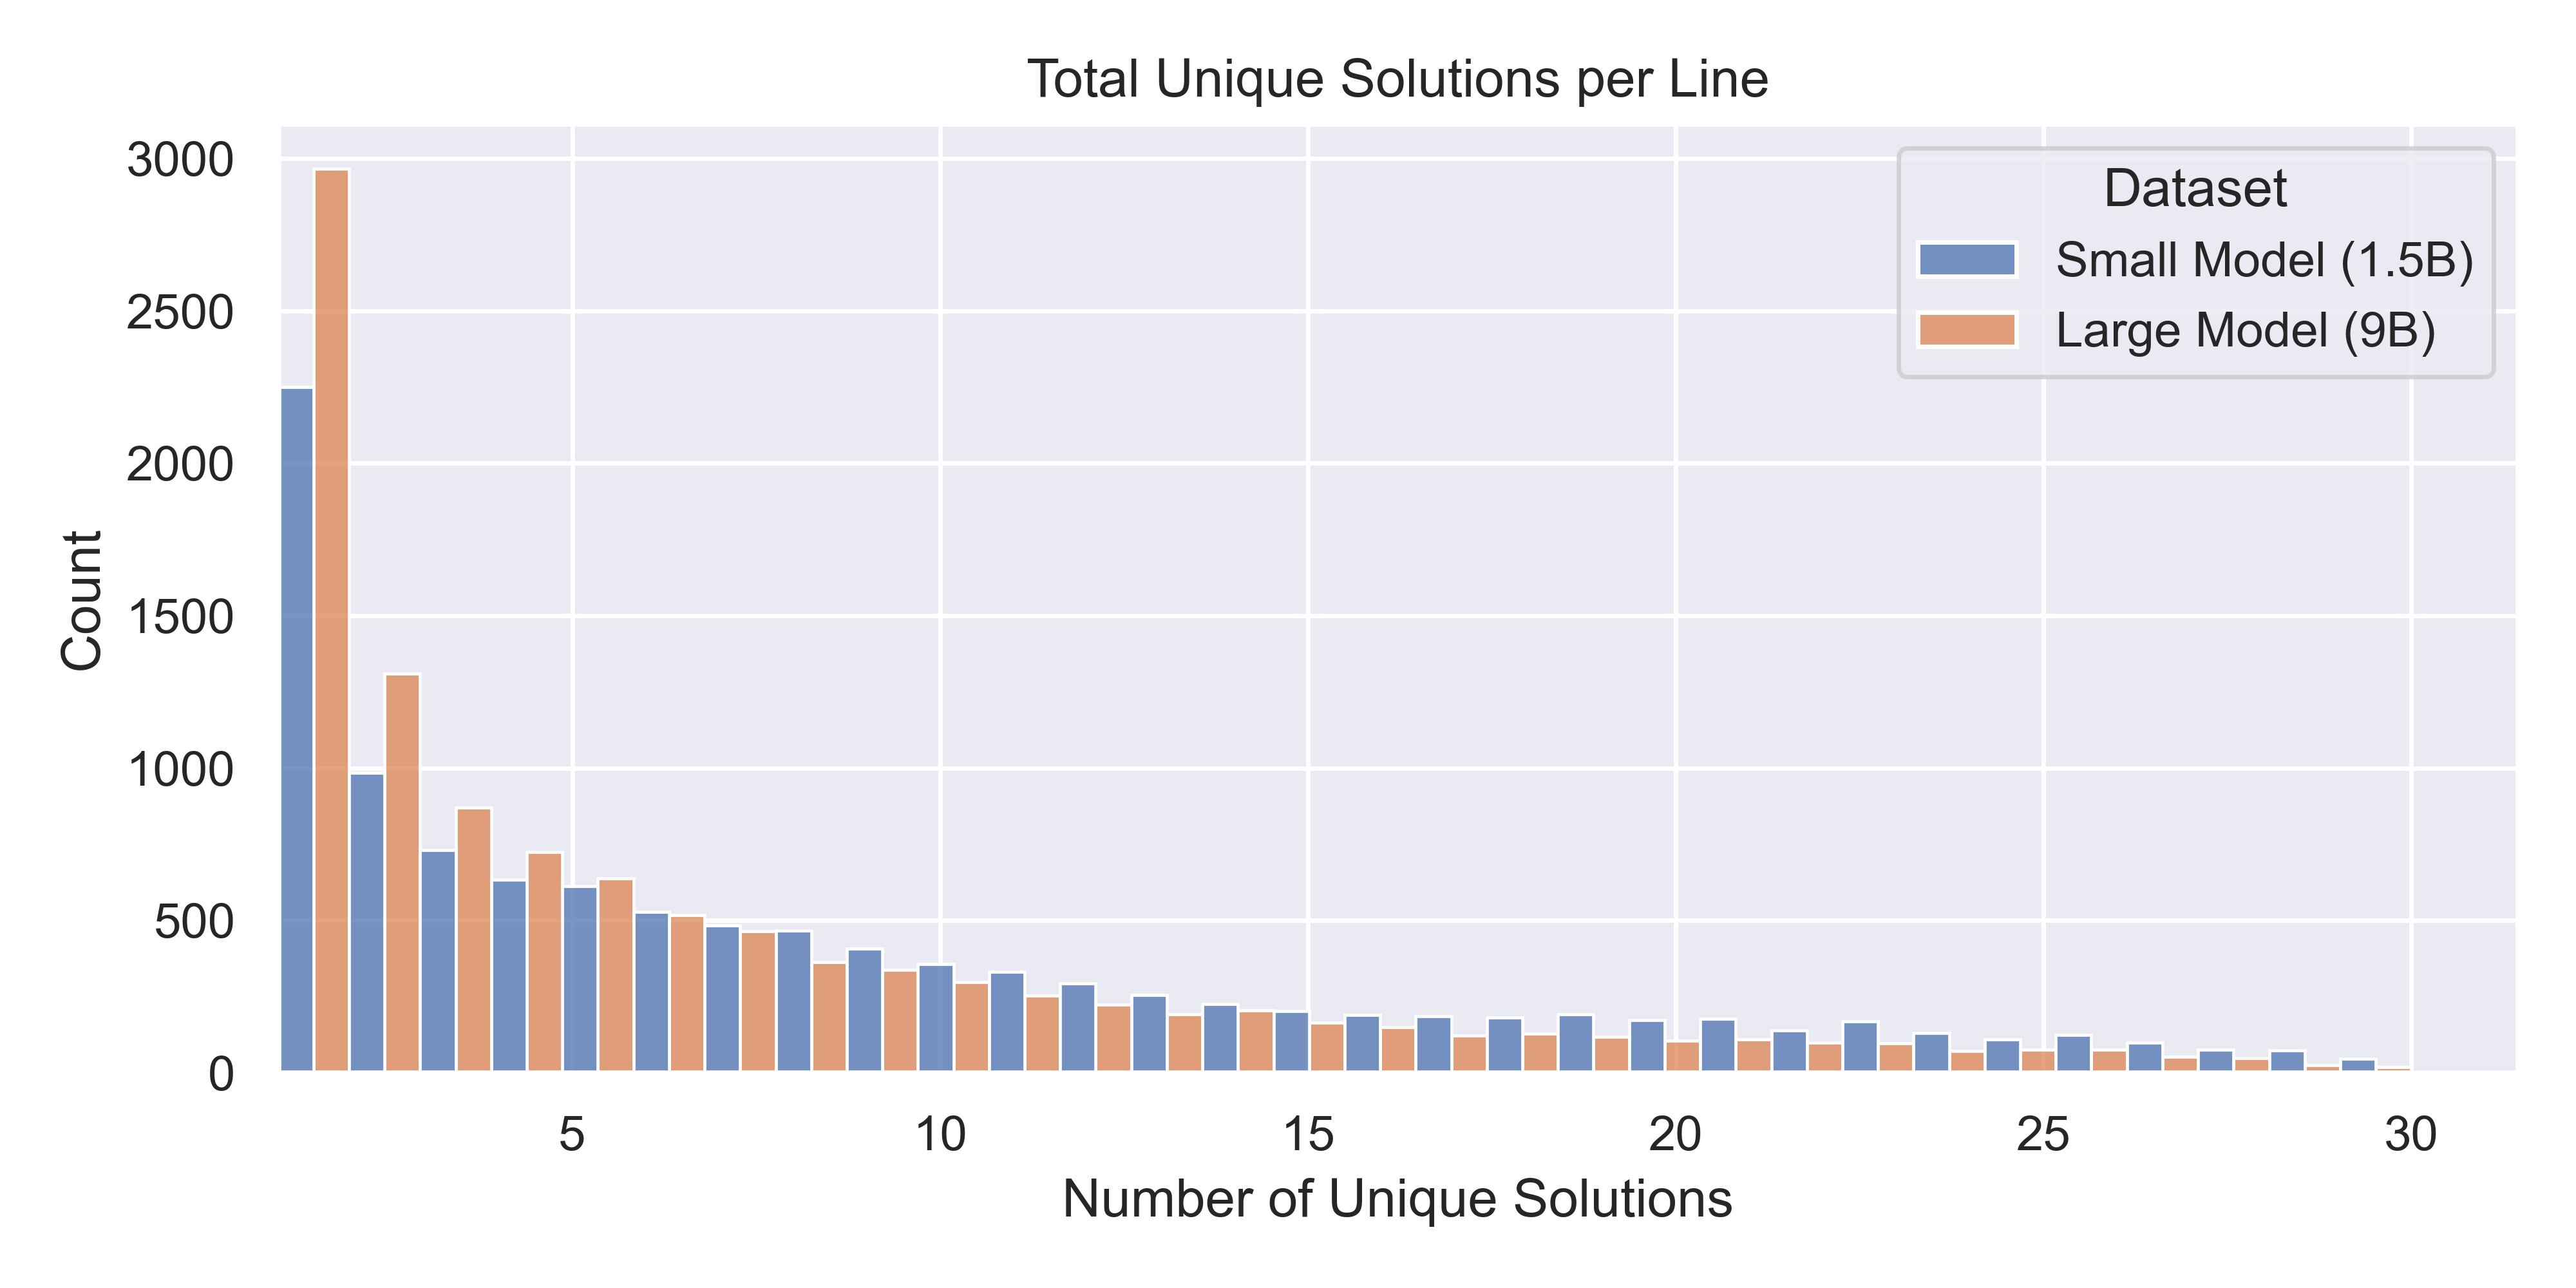 Total Unique Solutions per Line
3000
2500
2000
1500
1000
500
0
Count
Dataset
Small Model (1.5B)
Large Model (9B)
5 10 15 20 25 30
Number of Unique Solutions